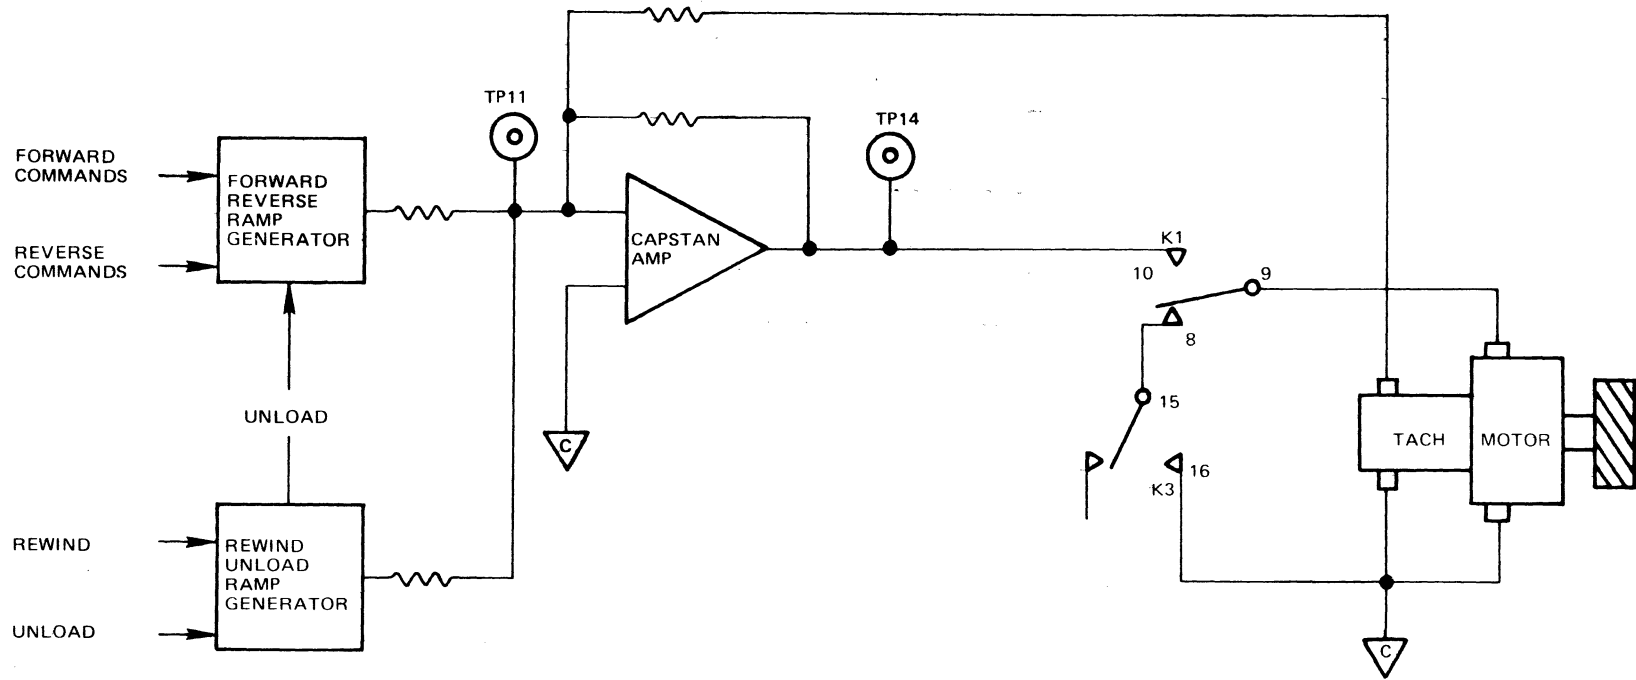 TP11
TP14
FORWARD
COMMANDS
REVERSE
COMMANDS
FORWARD
REVERSE
RAMP
GENERATOR
CAPSTAN
AMP
K1
10
9
8
UNLOAD
C
15
16
K3
TACH
MOTOR
REWIND
UNLOAD
REWIND
UNLOAD
RAMP
GENERATOR
C